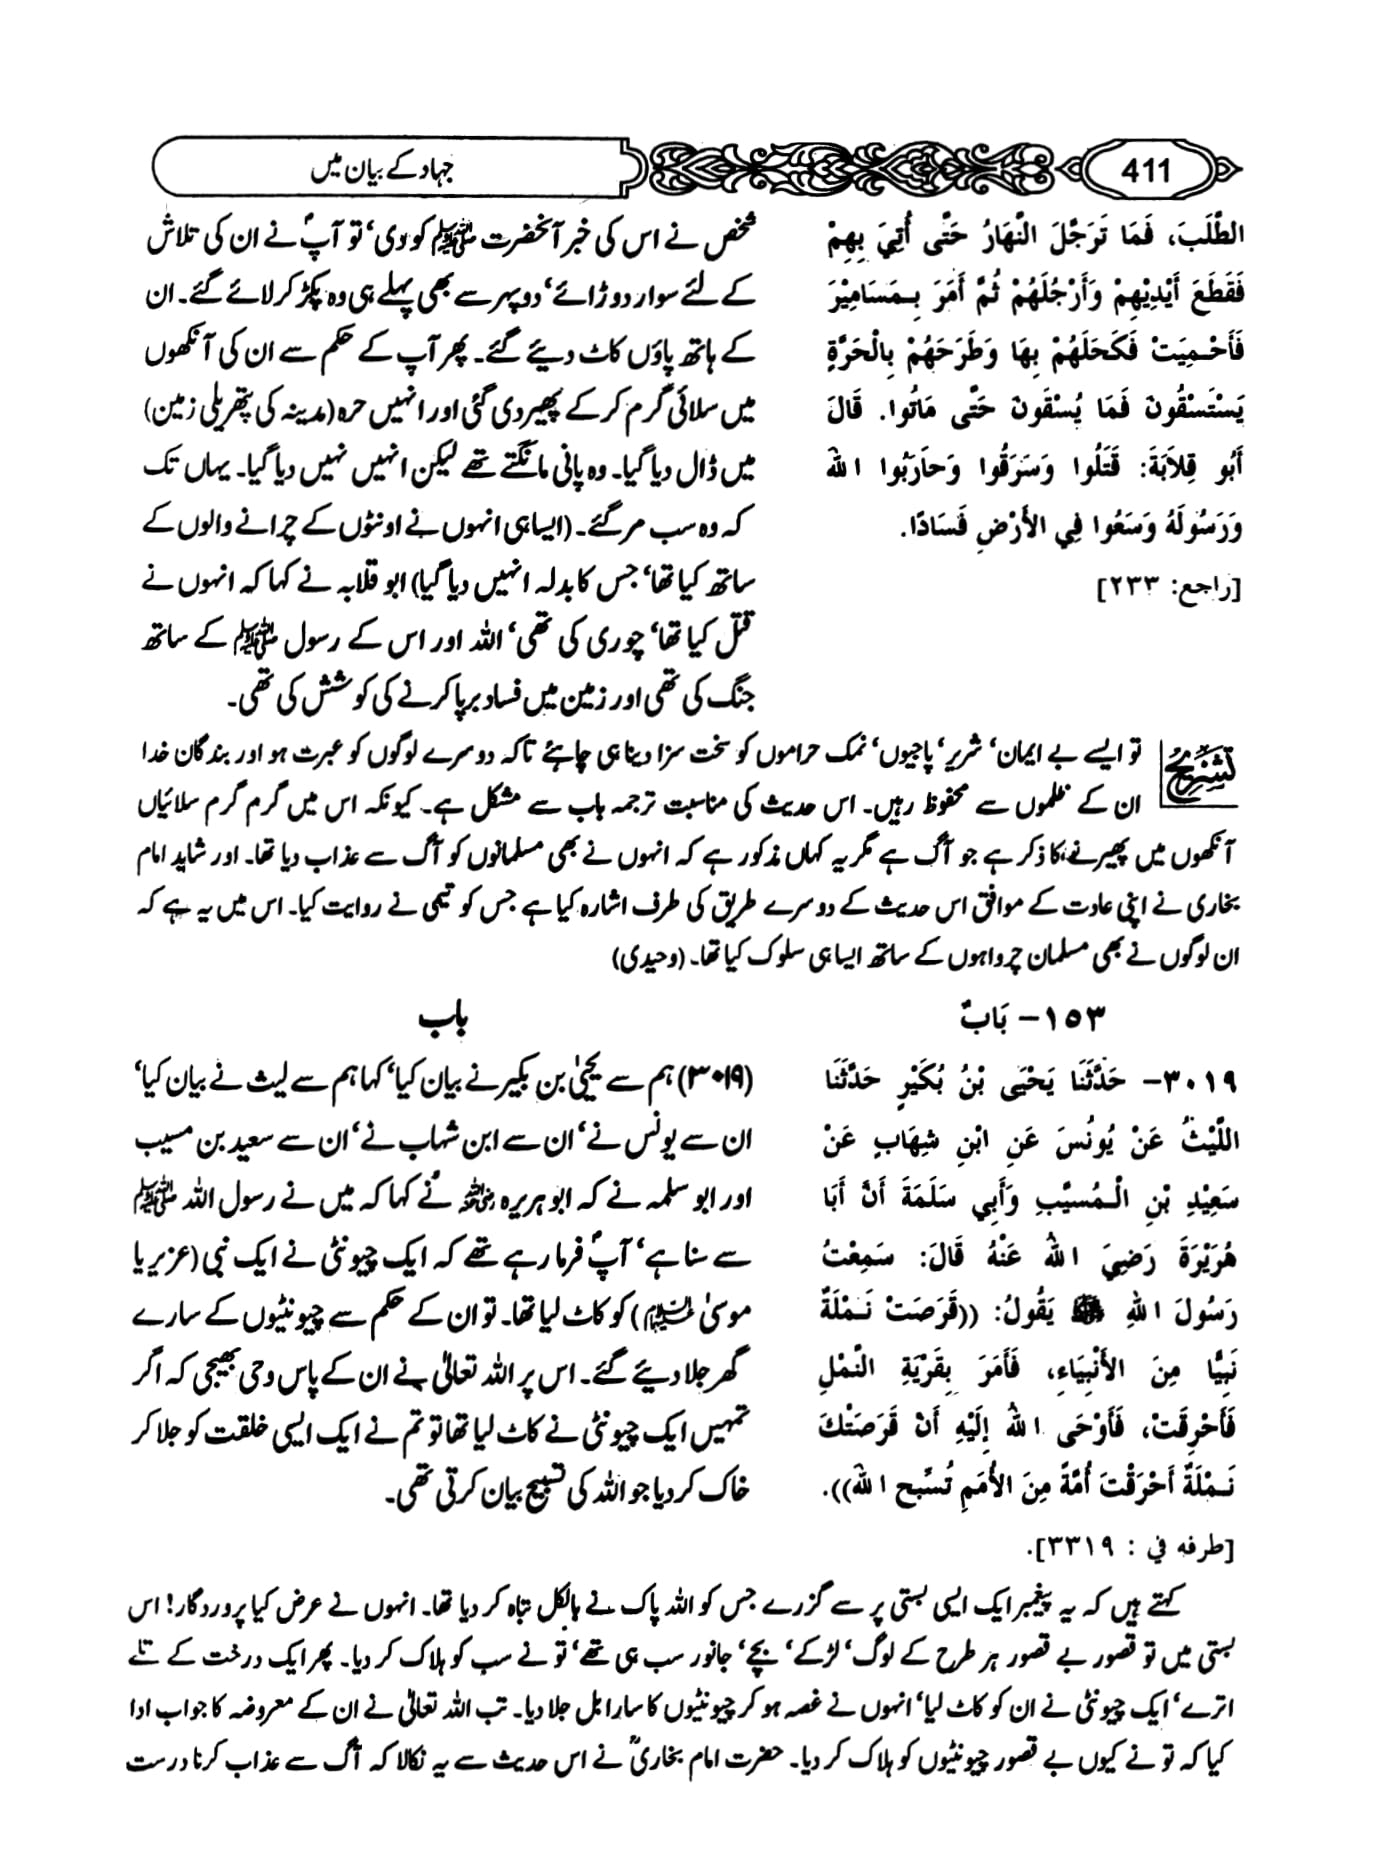 411
جہاد کے بیان میں
الطَّلَبَ، فَمَا تَرَجَّلَ النَّهَارُ حَتَّى أُتِيَ بِهِمْ
فَقَطَعَ أَيْدِيْهِمْ وَأَرْجُلَهُمْ ثُمَّ أَمَرَ بِمَسَامِيْرَ
فَأُحْمِيَتْ فَكَحَلَهُمْ بِهَا وَطَرَحَهُمْ بِالْحَرَّةِ
يَسْتَسْقُونَ فَمَا يُسْقَونَ حَتَّى مَاتُوا. قَالَ
أَبُو قِلاَبَةَ: قَتَلُوا وَسَرَقُوا وَحَارَبُوا اللهَ
وَرَسُولَهُ وَسَعَوا فِي الأَرْضِ فَسَادًا.
[راجع: ٢٣٣]
شخص نے اس کی خبر آنحضرت ﷺ کو دی‘ تو آپؐ نے ان کی تلاش
کے لئے سوار دوڑائے‘ دوپہر سے بھی پہلے ہی وہ پکڑ کر لائے گئے۔ ان
کے ہاتھ پاؤں کاٹ دیئے گئے۔ پھر آپ کے حکم سے ان کی آنکھوں
میں سلائی گرم کر کے پھیر دی گئی اور انہیں حرہ (مدینہ کی پتھریلی زمین)
میں ڈال دیا گیا۔ وہ پانی مانگتے تھے لیکن انہیں نہیں دیا گیا۔ یہاں تک
کہ وہ سب مر گئے۔ (ایسا ہی انہوں نے اونٹوں کے چرانے والوں کے
ساتھ کیا تھا‘ جس کا بدلہ انہیں دیا گیا) ابو قلابہ نے کہا کہ انہوں نے
قتل کیا تھا‘ چوری کی تھی‘ اللہ اور اس کے رسول ﷺ کے ساتھ
جنگ کی تھی اور زمین میں فساد برپا کرنے کی کوشش کی تھی۔
تشریح
تو ایسے بے ایمان‘ شریر‘ پاجیوں‘ نمک حراموں کو سخت سزا دینا ہی چاہئے تاکہ دوسرے لوگوں کو عبرت ہو اور بندگان خدا
ان کے ظلموں سے محفوظ رہیں۔ اس حدیث کی مناسبت ترجمہ باب سے مشکل ہے۔ کیونکہ اس میں گرم گرم سلائیاں
آنکھوں میں پھیرنے کا ذکر ہے جو آگ ہے مگر یہ کہاں مذکور ہے کہ انہوں نے بھی مسلمانوں کو آگ سے عذاب دیا تھا۔ اور شاید امام
بخاری نے اپنی عادت کے موافق اس حدیث کے دوسرے طریق کی طرف اشارہ کیا ہے جس کو تیمی نے روایت کیا۔ اس میں یہ ہے کہ
ان لوگوں نے بھی مسلمان چرواہوں کے ساتھ ایسا ہی سلوک کیا تھا۔ (وحیدی)
١٥٣– بَابٌ
باب
٣٠١٩– حَدَّثَنَا يَحْيَى بْنُ بُكَيْرٍ حَدَّثَنَا
اللَّيْثُ عَنْ يُونُسَ عَنِ ابْنِ شِهَابٍ عَنْ
سَعِيْدِ بْنِ الْمُسَيَّبِ وَأَبِي سَلَمَةَ أَنَّ أَبَا
هُرَيْرَةَ رَضِيَ اللهُ عَنْهُ قَالَ: سَمِعْتُ
رَسُولَ اللهِ ﷺ يَقُولُ: ((قَرَصَتْ نَمْلَةٌ
نَبِيًّا مِنَ الأَنْبِيَاءِ، فَأَمَرَ بِقَرْيَةِ النَّمْلِ
فَأُحْرِقَتْ، فَأَوْحَى اللهُ إِلَيْهِ أَنْ قَرَصَتْكَ
نَمْلَةٌ أَحْرَقْتَ أُمَّةً مِنَ الأُمَمِ تُسَبِّحُ اللهَ)).
[طرفه في : ٣٣١٩].
(۳۰۱۹) ہم سے یحییٰ بن بکیر نے بیان کیا‘ کہا ہم سے لیث نے بیان کیا‘
ان سے یونس نے‘ ان سے ابن شہاب نے‘ ان سے سعید بن مسیب
اور ابو سلمہ نے کہ ابو ہریرہ رضی اللہ عنہ نے کہا کہ میں نے رسول اللہ ﷺ
سے سنا ہے‘ آپؐ فرما رہے تھے کہ ایک چیونٹی نے ایک نبی (عزیر یا
موسیٰ علیہما السلام) کو کاٹ لیا تھا۔ تو ان کے حکم سے چیونٹیوں کے سارے
گھر جلا دیئے گئے۔ اس پر اللہ تعالیٰ نے ان کے پاس وحی بھیجی کہ اگر
تمہیں ایک چیونٹی نے کاٹ لیا تھا تو تم نے ایک ایسی خلقت کو جلا کر
خاک کر دیا جو اللہ کی تسبیح بیان کرتی تھی۔
کہتے ہیں کہ یہ پیغمبر ایک ایسی بستی پر سے گزرے جس کو اللہ پاک نے بالکل تباہ کر دیا تھا۔ انہوں نے عرض کیا پروردگار! اس
بستی میں تو قصور بے قصور ہر طرح کے لوگ‘ لڑکے‘ بچے‘ جانور سب ہی تھے‘ تو نے سب کو ہلاک کر دیا۔ پھر ایک درخت کے تلے
اترے‘ ایک چیونٹی نے ان کو کاٹ لیا‘ انہوں نے غصہ ہو کر چیونٹیوں کا سارا بل جلا دیا۔ تب اللہ تعالیٰ نے ان کے معروضہ کا جواب ادا
کیا کہ تو نے کیوں بے قصور چیونٹیوں کو ہلاک کر دیا۔ حضرت امام بخاریؒ نے اس حدیث سے یہ نکالا کہ آگ سے عذاب کرنا درست